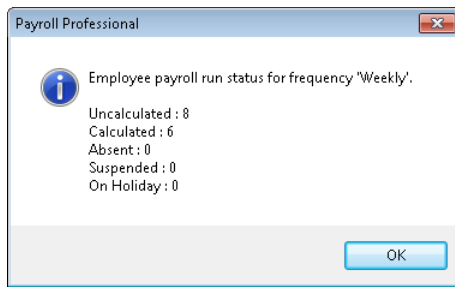 Payroll Professional
Employee payroll run status for frequency 'Weekly'.
Uncalculated : 8
Calculated : 6
Absent : 0
Suspended : 0
On Holiday : 0
OK